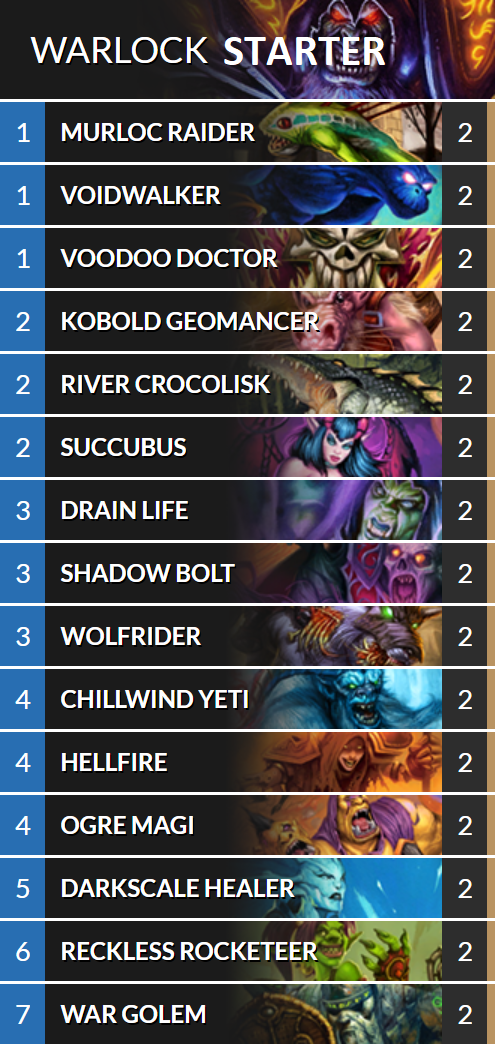 WARLOCK STARTER
1 MURLOC RAIDER 2
1 VOIDWALKER 2
1 VOODOO DOCTOR 2
2 KOBOLD GEOMANCER 2
2 RIVER CROCOLISK 2
2 SUCCUBUS 2
3 DRAIN LIFE 2
3 SHADOW BOLT 2
3 WOLFRIDER 2
4 CHILLWIND YETI 2
4 HELLFIRE 2
4 OGRE MAGI 2
5 DARKSCALE HEALER 2
6 RECKLESS ROCKETEER 2
7 WAR GOLEM 2